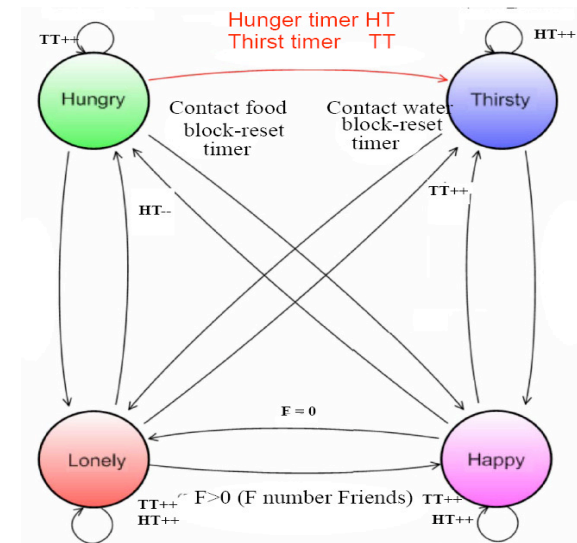 Hunger timer HT
Thirst timer TT
TT++
HT++
Hungry
Thirsty
Contact food
block-reset
timer
Contact water
block-reset
timer
HT--
TT++
F = 0
Lonely
Happy
F>0 (F number Friends)
TT++
HT++
TT++
HT++